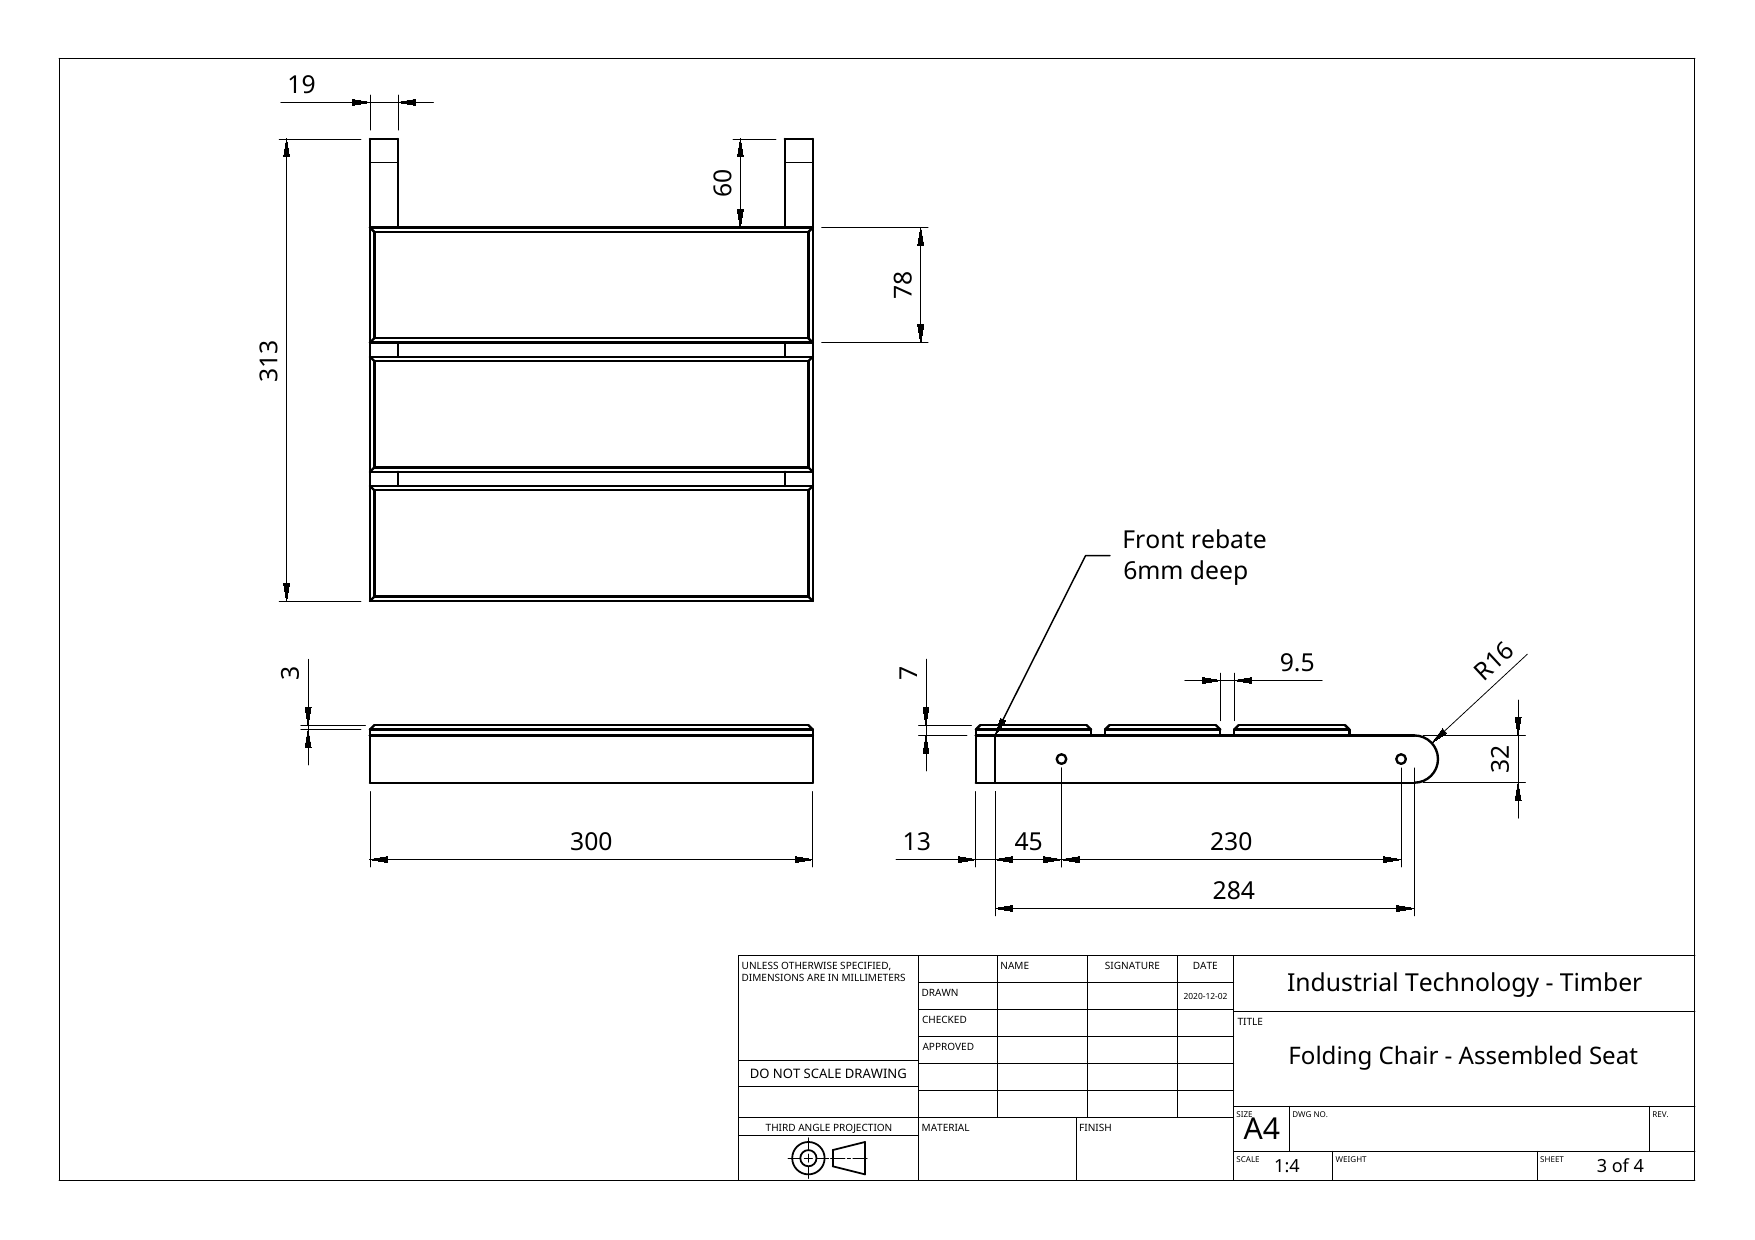 19
60
78
313
Front rebate
6mm deep
3
7
9.5
R16
32
300
13
45
230
284
UNLESS OTHERWISE SPECIFIED,
DIMENSIONS ARE IN MILLIMETERS
DO NOT SCALE DRAWING
THIRD ANGLE PROJECTION
NAME
SIGNATURE
DATE
DRAWN
2020-12-02
CHECKED
APPROVED
MATERIAL
FINISH
Industrial Technology - Timber
TITLE
Folding Chair - Assembled Seat
SIZE
A4
DWG NO.
REV.
SCALE
1:4
WEIGHT
SHEET
3 of 4